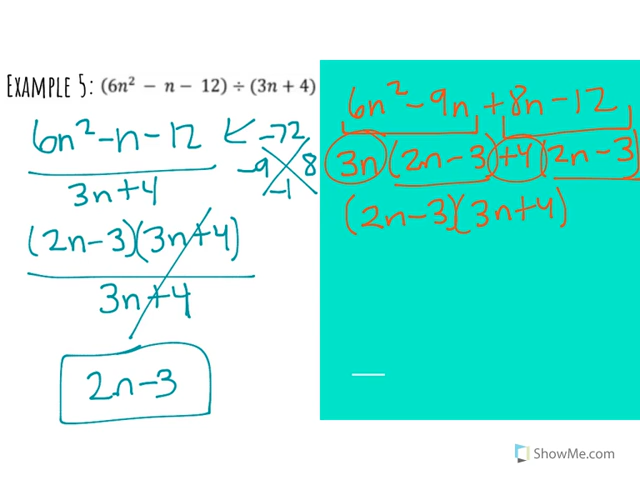 EXAMPLE 5: (6n² − n − 12) ÷ (3n + 4)
6n²-n-12
3n+4
-72
-9 8
-1
(2n-3)(3n+4)
3n+4
2n-3
6n²-9n+8n-12
3n(2n-3)+4(2n-3)
(2n-3)(3n+4)
ShowMe.com